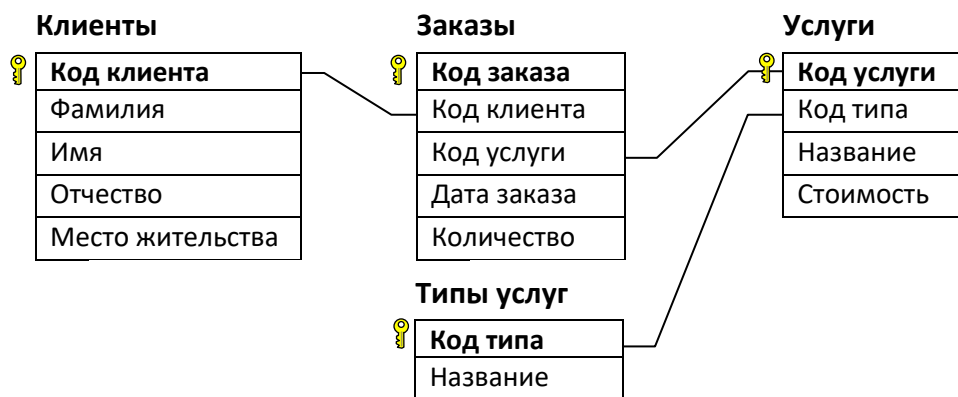 Клиенты
Код клиента
Фамилия
Имя
Отчество
Место жительства
Заказы
Код заказа
Код клиента
Код услуги
Дата заказа
Количество
Услуги
Код услуги
Код типа
Название
Стоимость
Типы услуг
Код типа
Название